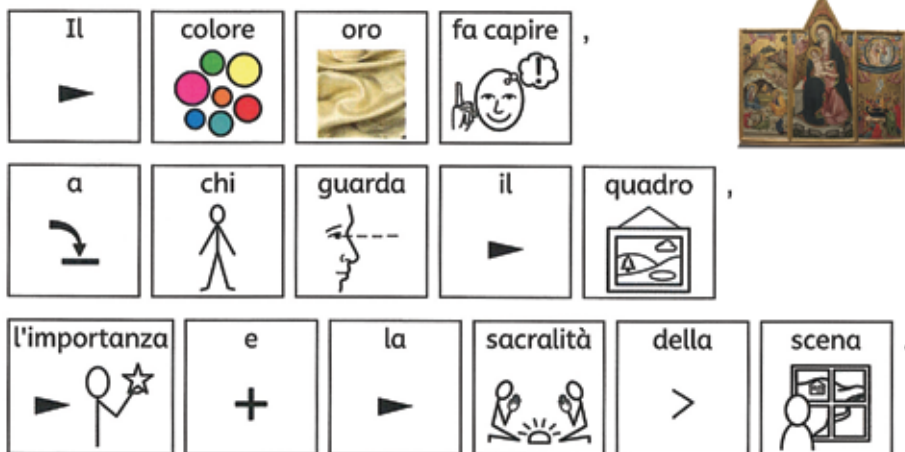 Il colore oro fa capire,
a chi guarda il quadro,
l'importanza e la sacralità della scena.